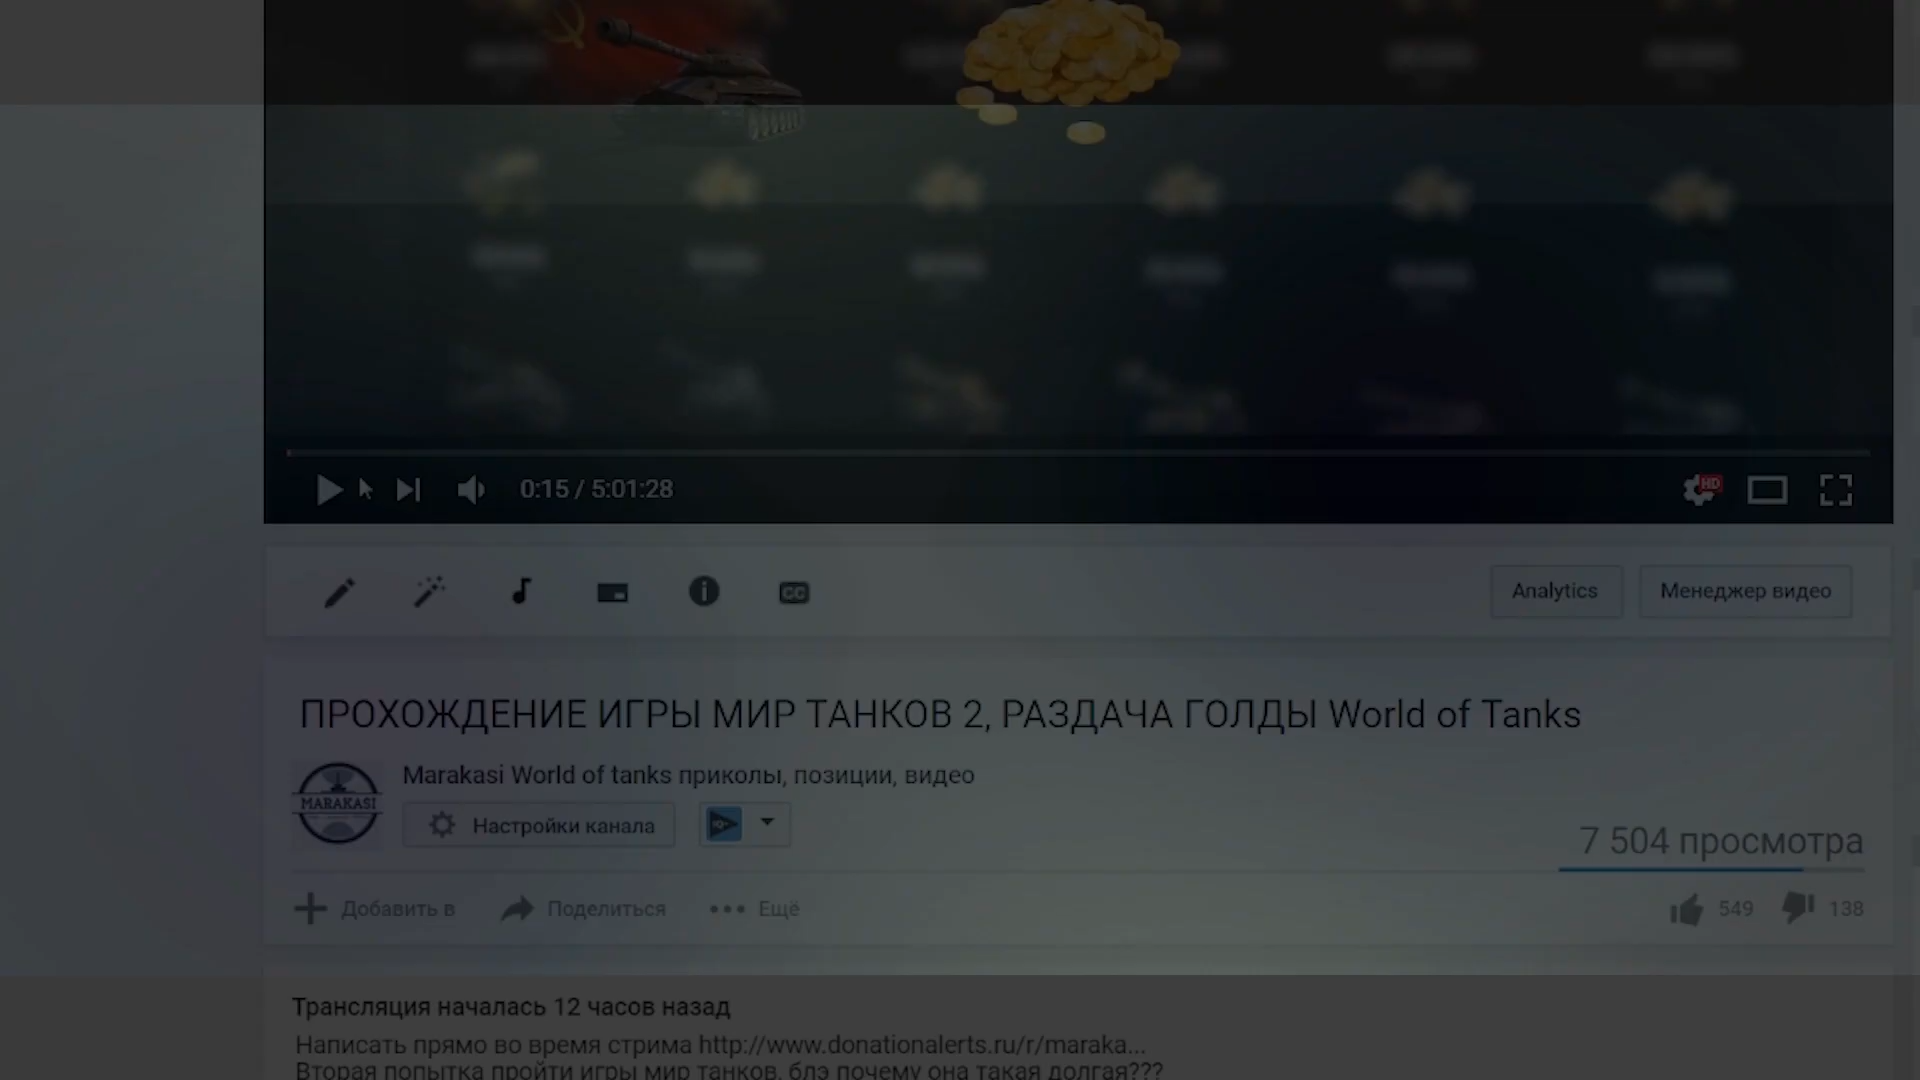 0:15 / 5:01:28
HD
CC
Analytics
Менеджер видео
ПРОХОЖДЕНИЕ ИГРЫ МИР ТАНКОВ 2, РАЗДАЧА ГОЛДЫ World of Tanks
MARAKASI
Marakasi World of tanks приколы, позиции, видео
Настройки канала
7 504 просмотра
Добавить в
Поделиться
Ещё
549
138
Трансляция началась 12 часов назад
Написать прямо во время стрима http://www.donationalerts.ru/r/maraka...
Вторая попытка пройти игры мир танков, блэ почему она такая долгая???